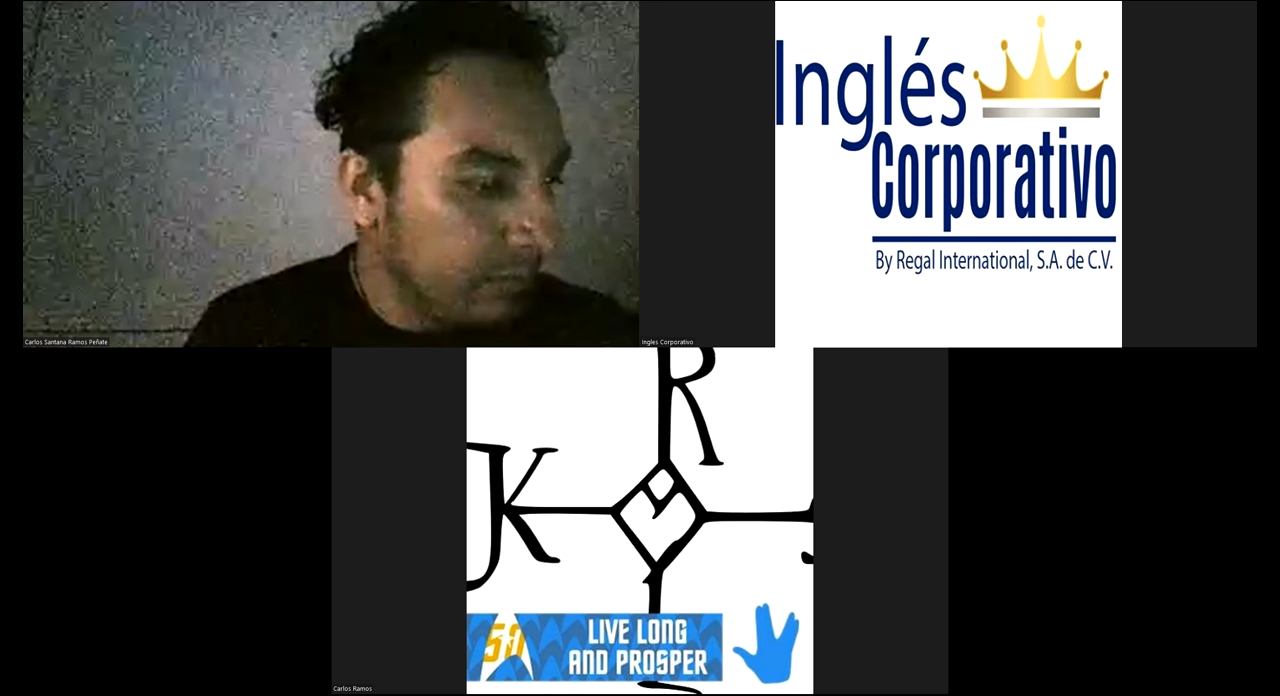 Inglés
Corporativo
By Regal International, S.A. de C.V.
Carlos Santana Ramos Peñate
Ingles Corporativo
R
K
50
LIVE LONG
AND PROSPER
Carlos Ramos